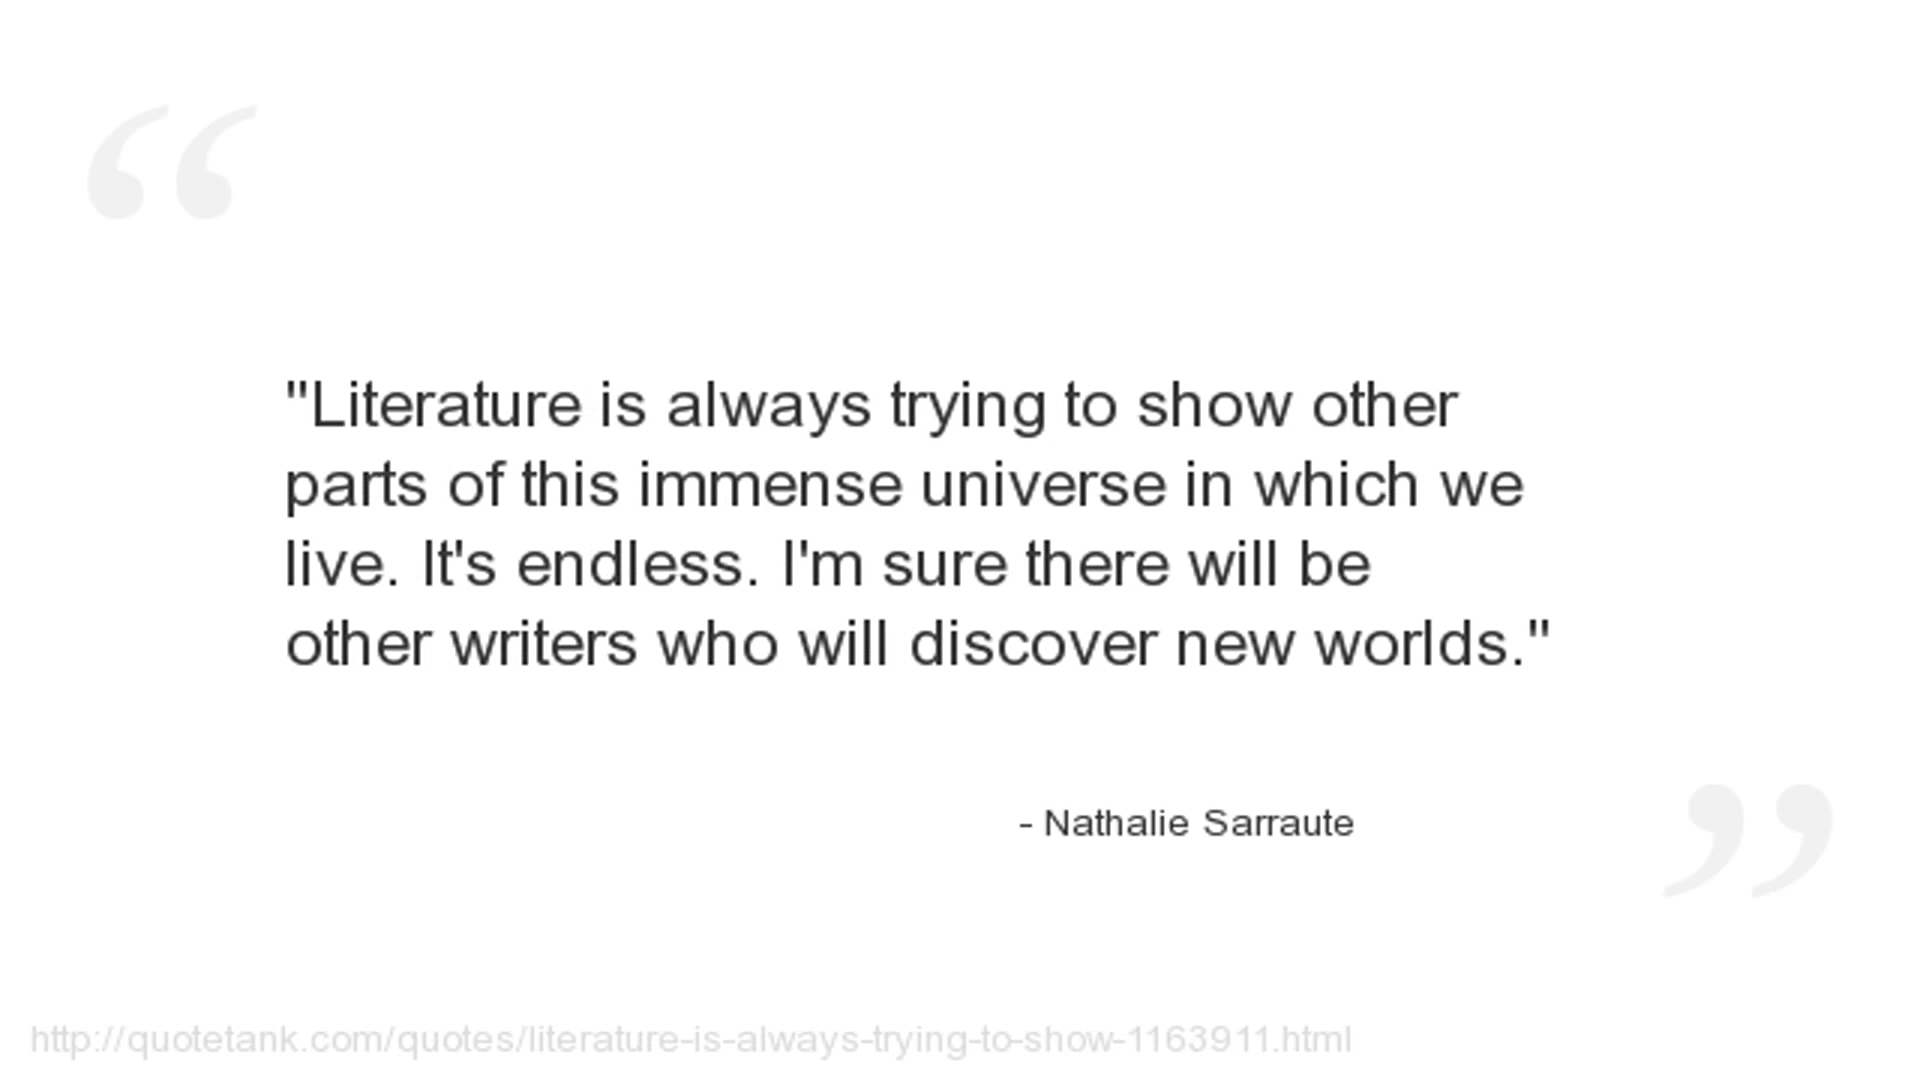 "Literature is always trying to show other
parts of this immense universe in which we
live. It's endless. I'm sure there will be
other writers who will discover new worlds."
- Nathalie Sarraute
http://quotetank.com/quotes/literature-is-always-trying-to-show-1163911.html